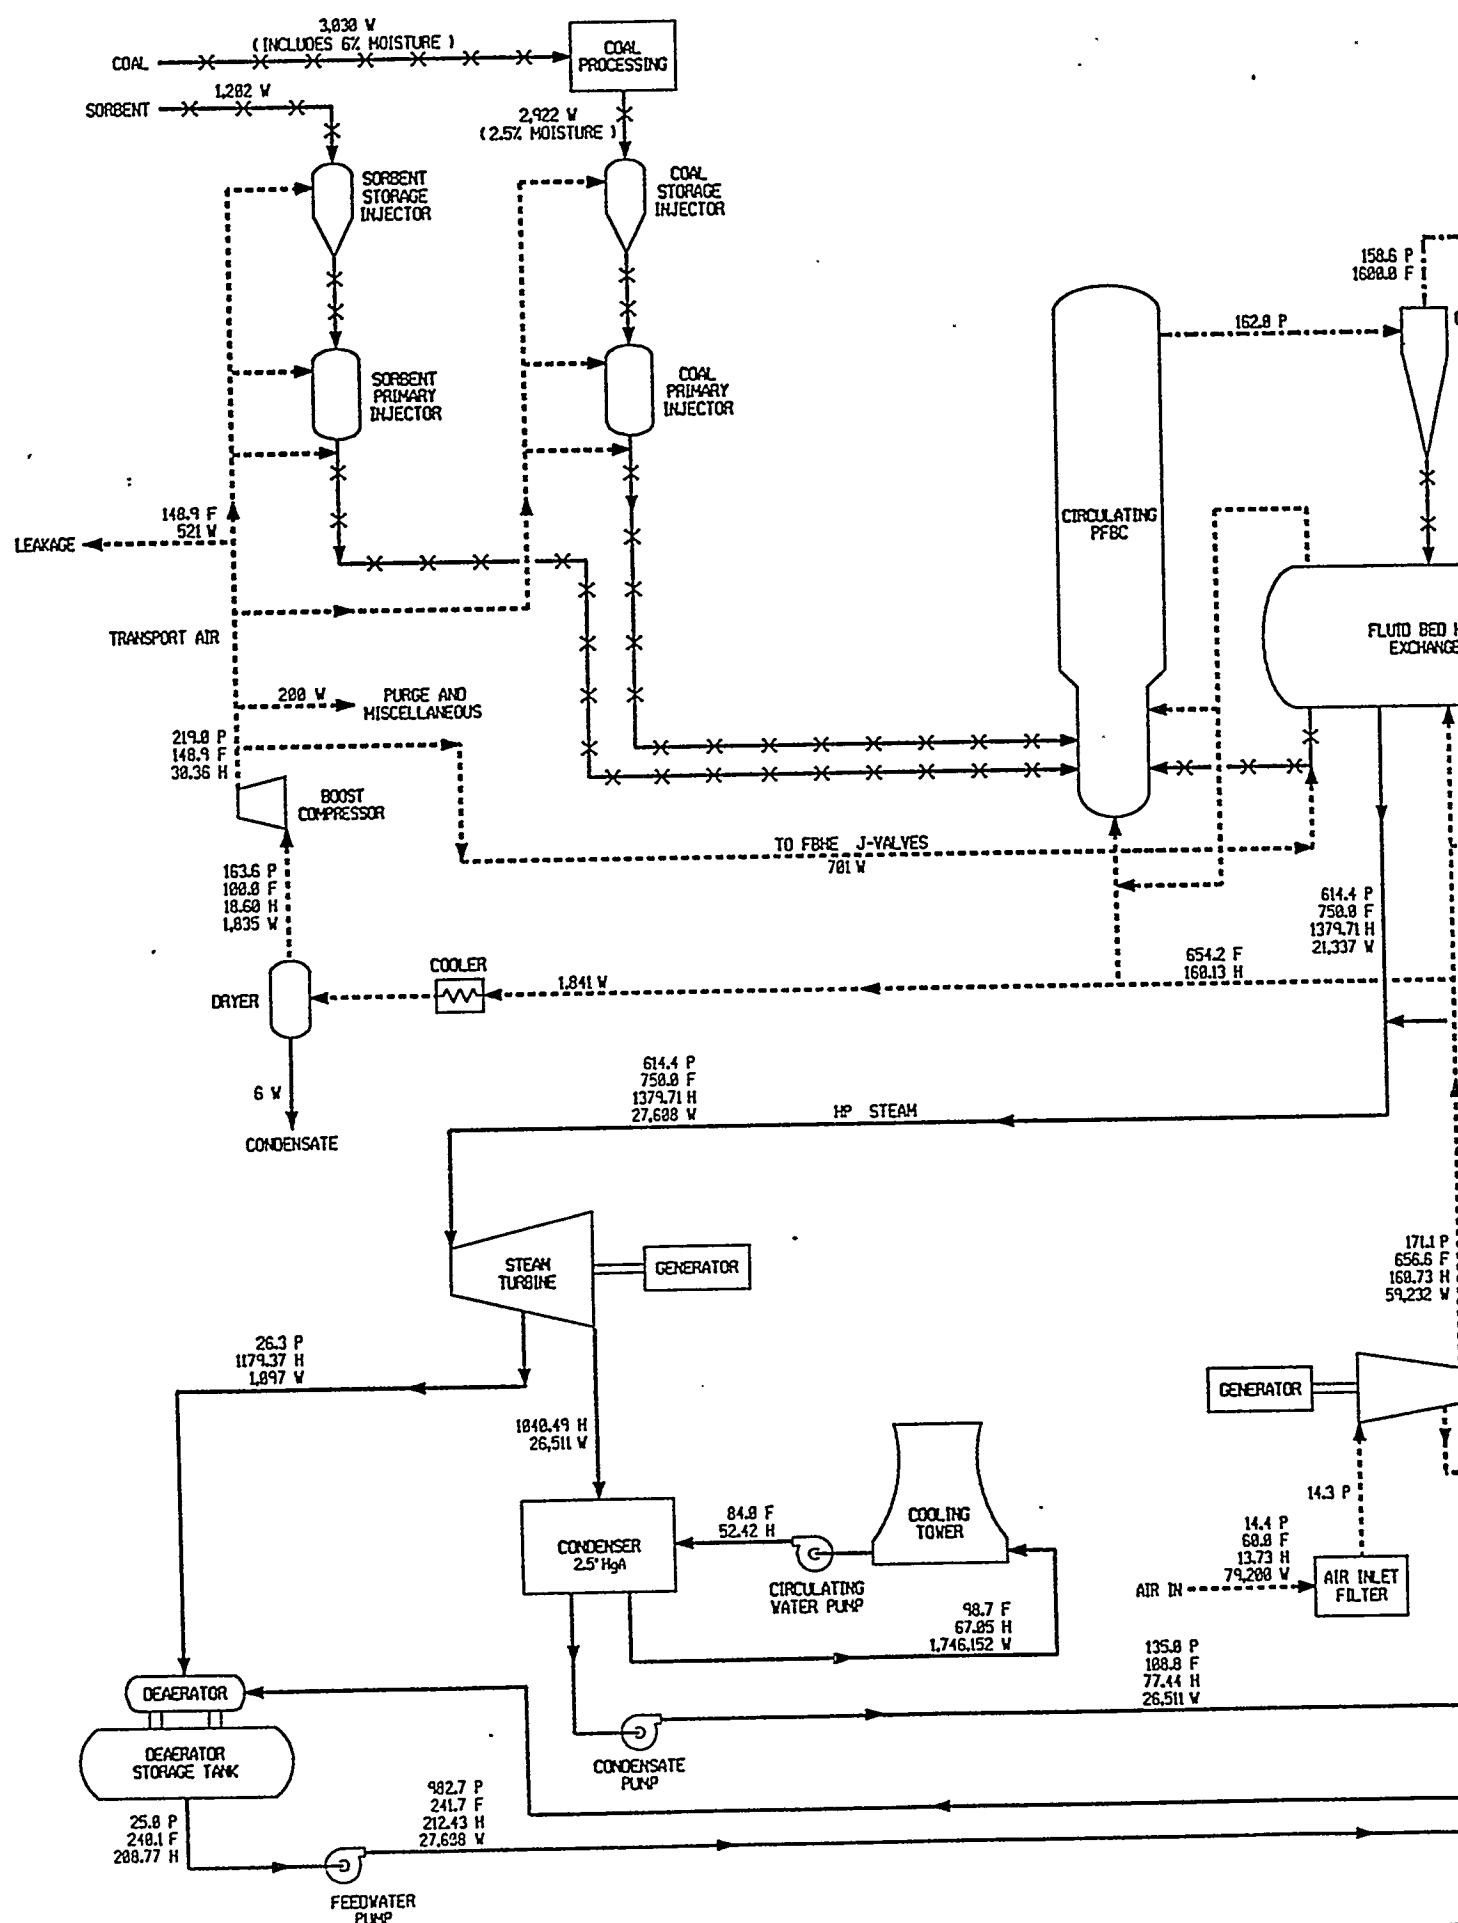 3,030 W
( INCLUDES 6% MOISTURE )
COAL
COAL
PROCESSING
1,202 W
SORBENT
2,922 W
( 2.5% MOISTURE )
SORBENT
STORAGE
INJECTOR
COAL
STORAGE
INJECTOR
158.6 P
1600.0 F
162.0 P
SORBENT
PRIMARY
INJECTOR
COAL
PRIMARY
INJECTOR
148.9 F
521 W
LEAKAGE
CIRCULATING
PFBC
TRANSPORT AIR
FLUID BED H
EXCHANGE
200 W
PURGE AND
MISCELLANEOUS
219.0 P
148.9 F
30.36 H
BOOST
COMPRESSOR
TO FBHE J-VALVES
701 W
163.6 P
100.0 F
18.60 H
1,835 W
614.4 P
750.0 F
1379.71 H
21,337 W
COOLER
DRYER
1,841 W
654.2 F
160.13 H
6 W
CONDENSATE
614.4 P
750.0 F
1379.71 H
27,608 W
HP STEAM
STEAM
TURBINE
GENERATOR
171.1 P
656.6 F
160.73 H
59,232 W
26.3 P
1179.37 H
1,097 W
GENERATOR
1040.49 H
26,511 W
14.3 P
CONDENSER
2.5" HgA
84.0 F
52.42 H
COOLING
TOWER
CIRCULATING
WATER PUMP
14.4 P
60.0 F
13.73 H
79,200 W
AIR IN
AIR INLET
FILTER
98.7 F
67.05 H
1,746,152 W
135.0 P
108.8 F
77.44 H
26,511 W
DEAERATOR
DEAERATOR
STORAGE TANK
CONDENSATE
PUMP
982.7 P
241.7 F
212.43 H
27,608 W
25.0 P
240.1 F
208.77 H
FEEDWATER
PUMP